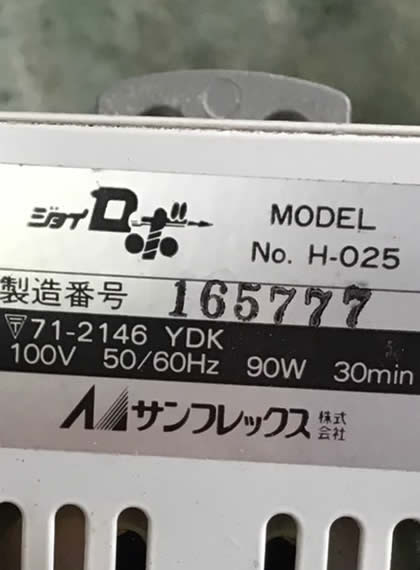 ジョイロボ
MODEL
No. H-025
製造番号 165777
71-2146 YDK
100V 50/60Hz 90W 30min
サンフレックス 株式会社